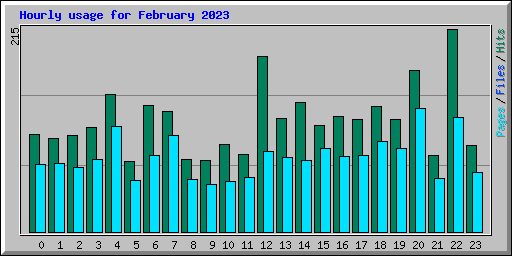 Hourly usage for February 2023
215
Pages / Files / Hits
0 1 2 3 4 5 6 7 8 9 10 11 12 13 14 15 16 17 18 19 20 21 22 23